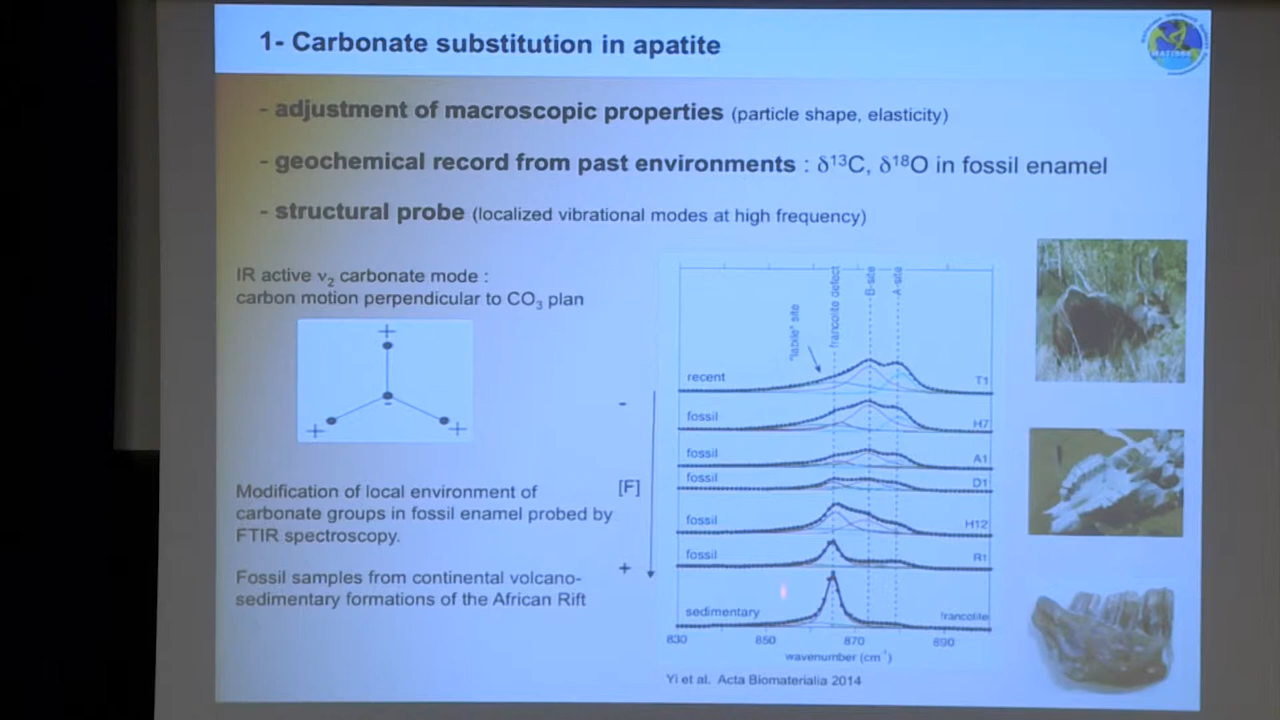 1- Carbonate substitution in apatite
- adjustment of macroscopic properties (particle shape, elasticity)
- geochemical record from past environments : δ¹³C, δ¹⁸O in fossil enamel
- structural probe (localized vibrational modes at high frequency)
IR active ν₂ carbonate mode :
carbon motion perpendicular to CO₃ plan
+
-
+ +
Modification of local environment of
carbonate groups in fossil enamel probed by
FTIR spectroscopy.
Fossil samples from continental volcano-
sedimentary formations of the African Rift
-
[F]
+
"labile" site
francolite defect
B-site
A-site
recent T1
fossil H7
fossil A1
fossil D1
fossil H12
fossil R1
sedimentary francolite
830 850 870 890
wavenumber (cm⁻¹)
Yi et al. Acta Biomaterialia 2014
MATISSE